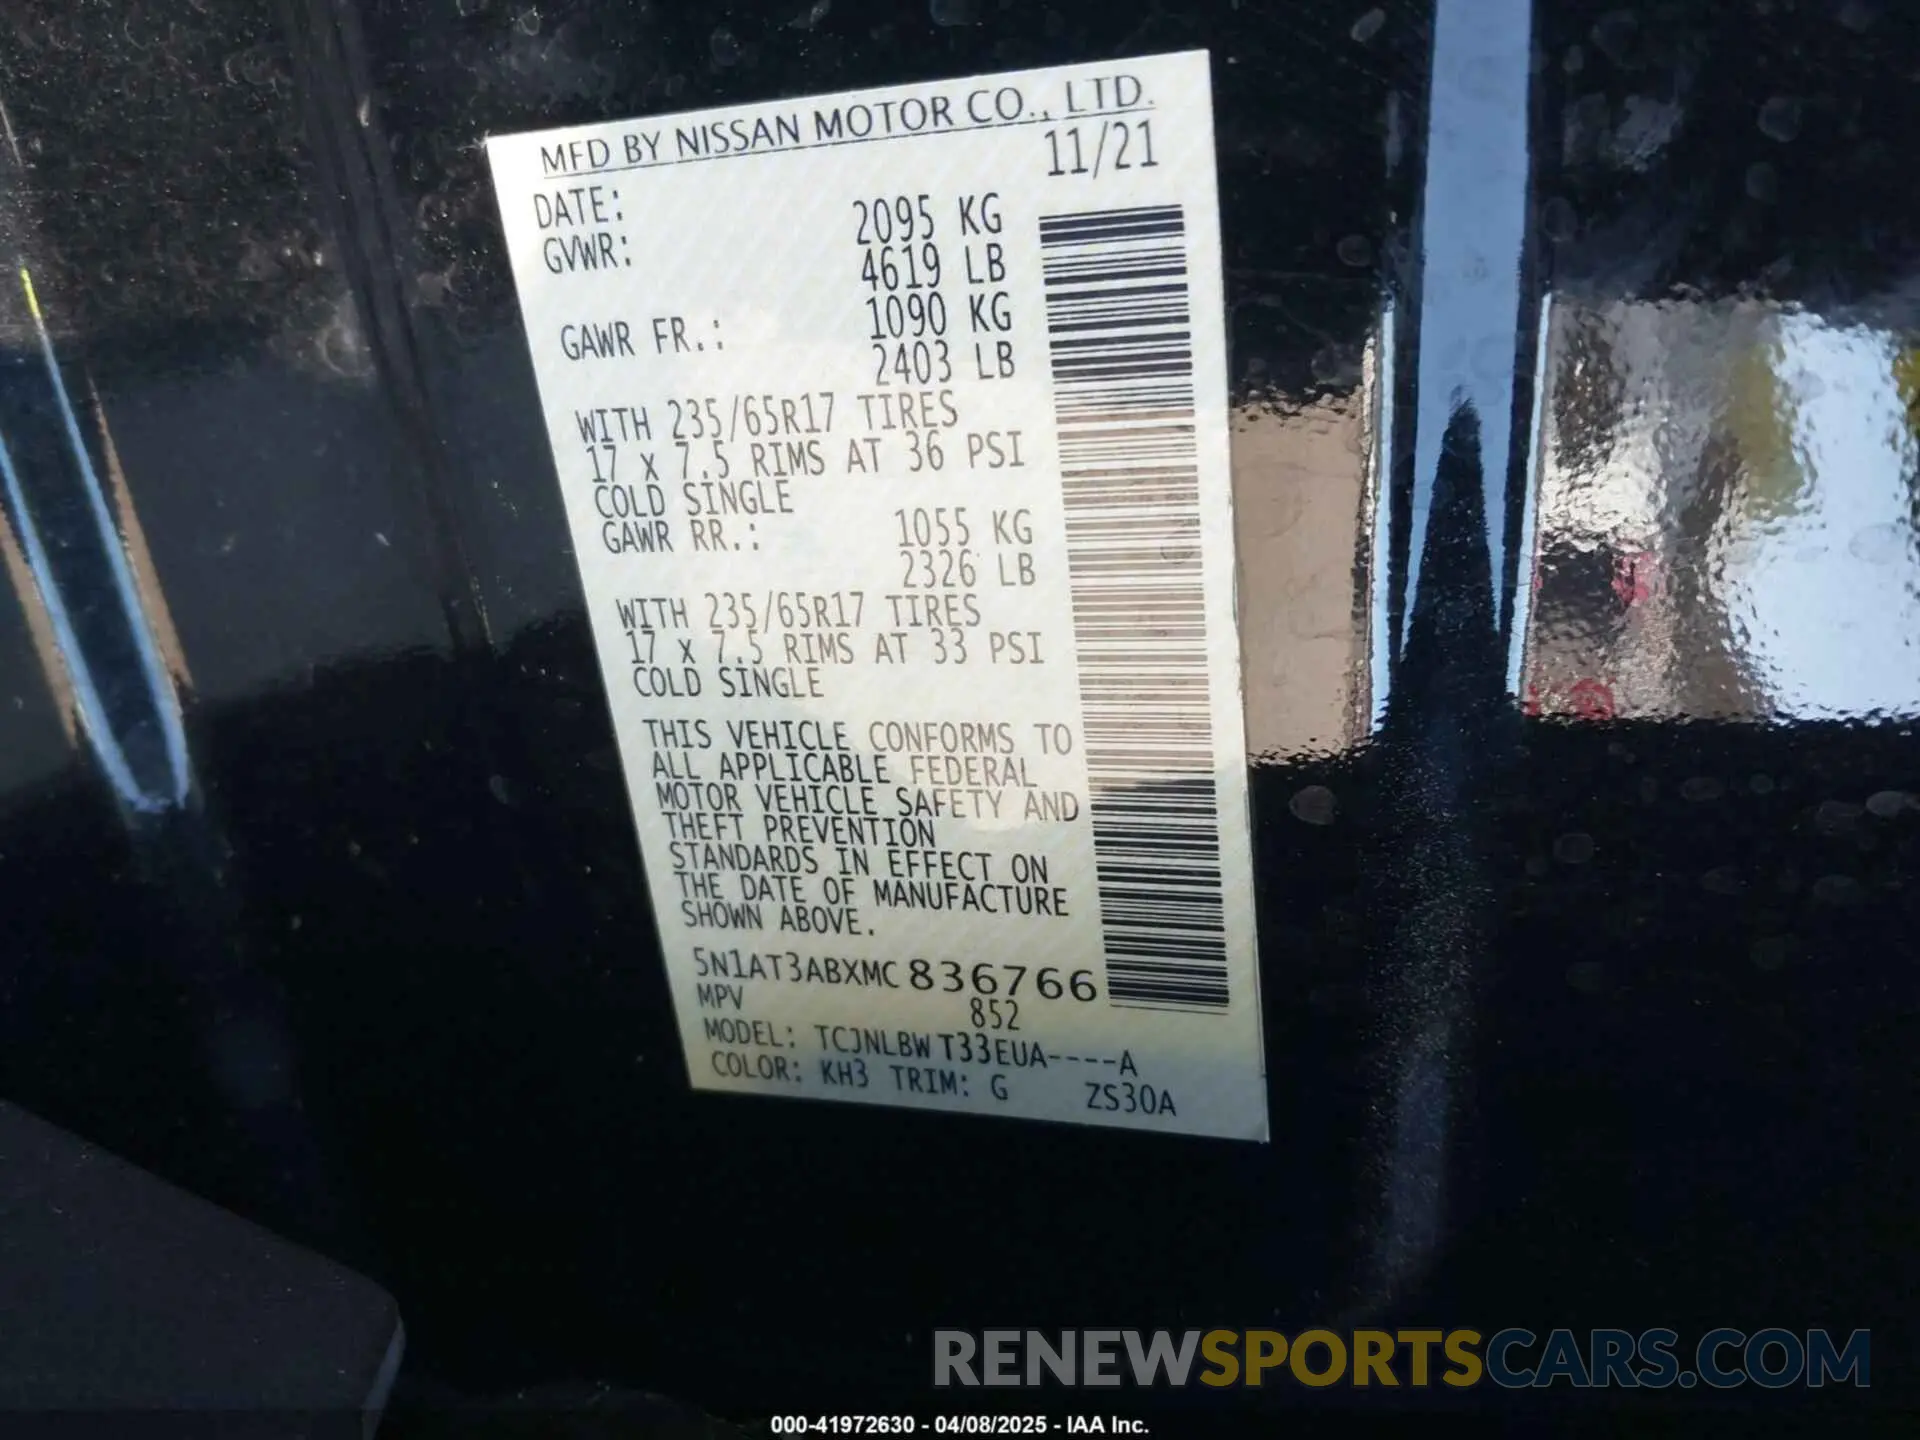 MFD BY NISSAN MOTOR CO., LTD.
DATE: 11/21
GVWR: 2095 KG
4619 LB
GAWR FR.: 1090 KG
2403 LB
WITH 235/65R17 TIRES
17 x 7.5 RIMS AT 36 PSI
COLD SINGLE
GAWR RR.: 1055 KG
2326 LB
WITH 235/65R17 TIRES
17 x 7.5 RIMS AT 33 PSI
COLD SINGLE
THIS VEHICLE CONFORMS TO
ALL APPLICABLE FEDERAL
MOTOR VEHICLE SAFETY AND
THEFT PREVENTION
STANDARDS IN EFFECT ON
THE DATE OF MANUFACTURE
SHOWN ABOVE.
5N1AT3ABXMC836766
MPV 852
MODEL: TCJNLBW T33EUA----A
COLOR: KH3 TRIM: G ZS30A
RENEWSPORTSCARS.COM
000-41972630 - 04/08/2025 - IAA Inc.